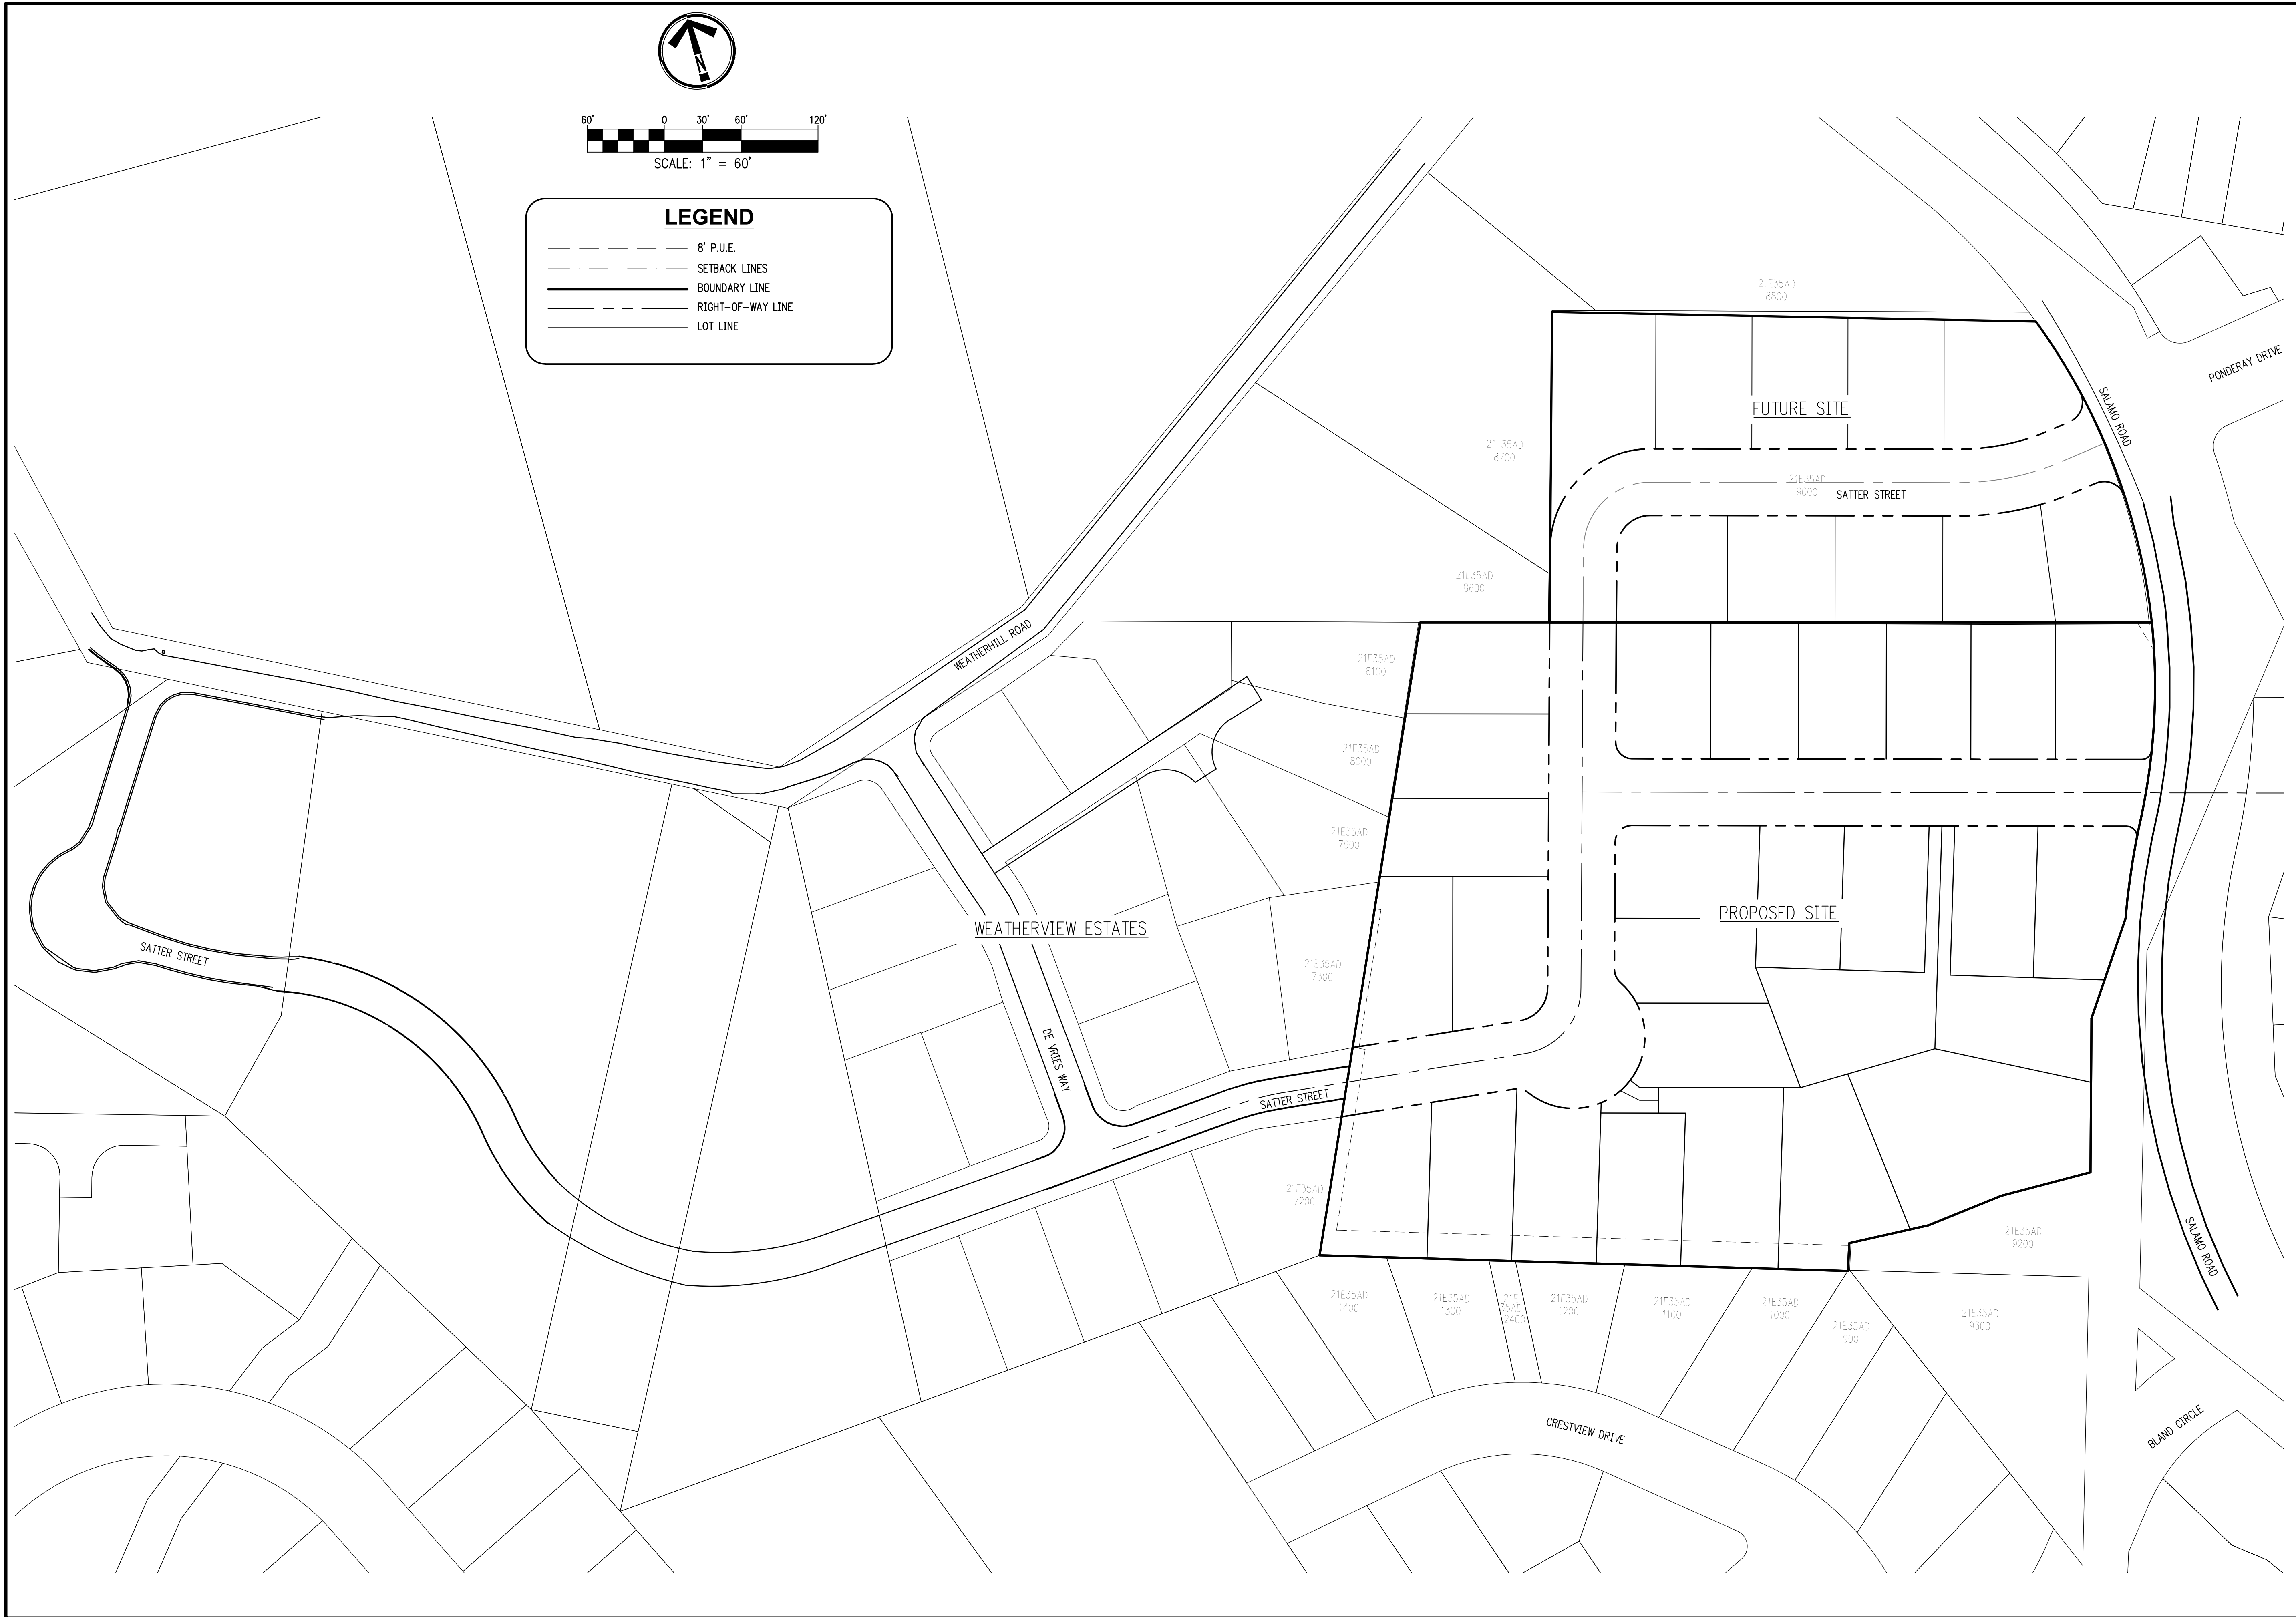 N
60' 0 30' 60' 120'
SCALE: 1" = 60'
LEGEND
8' P.U.E.
SETBACK LINES
BOUNDARY LINE
RIGHT-OF-WAY LINE
LOT LINE
21E35AD
8800
PONDERAY DRIVE
SALAMO ROAD
FUTURE SITE
21E35AD
8700
21E35AD
9000
SATTER STREET
21E35AD
8600
WEATHERHILL ROAD
21E35AD
8100
21E35AD
8000
21E35AD
7900
PROPOSED SITE
WEATHERVIEW ESTATES
SATTER STREET
21E35AD
7300
DE VRIES WAY
SATTER STREET
21E35AD
7200
21E35AD
9200
SALAMO ROAD
21E35AD
1400
21E35AD
1300
21E
35AD
2400
21E35AD
1200
21E35AD
1100
21E35AD
1000
21E35AD
900
21E35AD
9300
CRESTVIEW DRIVE
BLAND CIRCLE